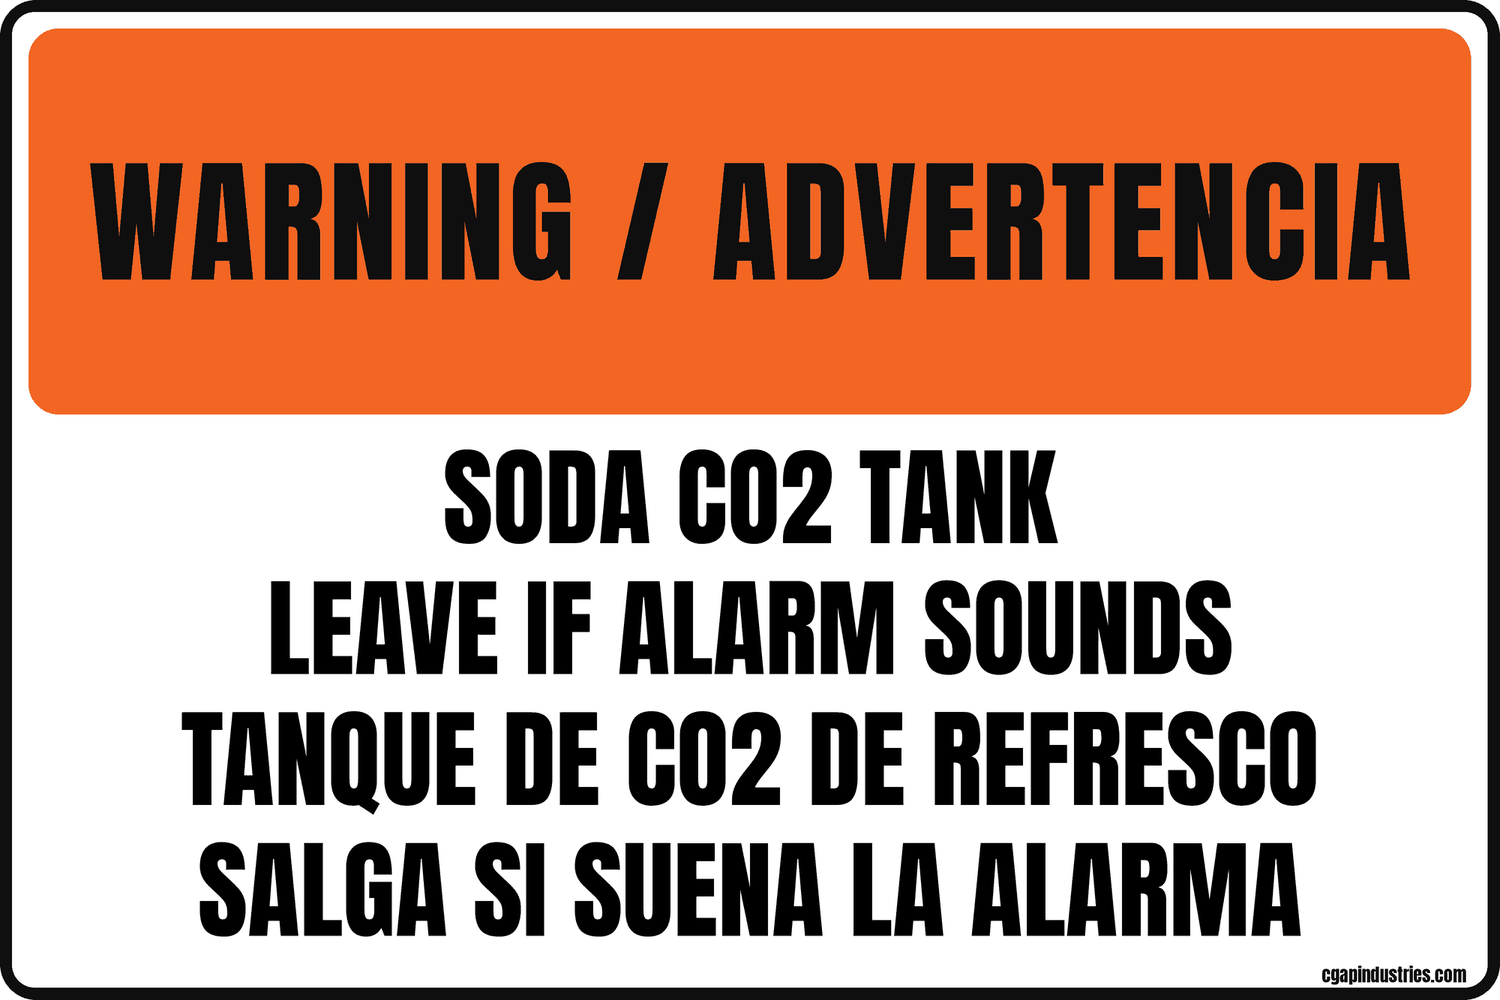 WARNING / ADVERTENCIA
SODA CO2 TANK
LEAVE IF ALARM SOUNDS
TANQUE DE CO2 DE REFRESCO
SALGA SI SUENA LA ALARMA
cgapindustries.com